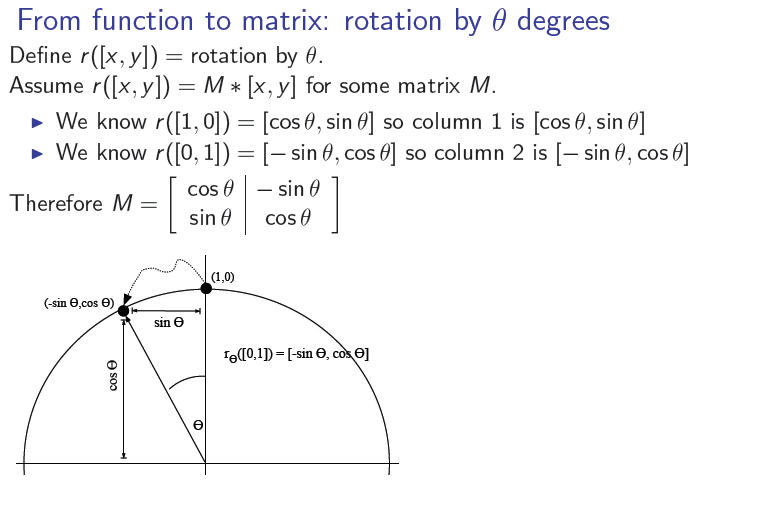 From function to matrix: rotation by θ degrees
Define r([x, y]) = rotation by θ.
Assume r([x, y]) = M ∗ [x, y] for some matrix M.
▶ We know r([1, 0]) = [cos θ, sin θ] so column 1 is [cos θ, sin θ]
▶ We know r([0, 1]) = [− sin θ, cos θ] so column 2 is [− sin θ, cos θ]
Therefore M = [ cos θ | − sin θ
sin θ | cos θ ]
(1,0)
(-sin Θ,cos Θ)
sin Θ
rΘ([0,1]) = [-sin Θ, cos Θ]
cos Θ
Θ